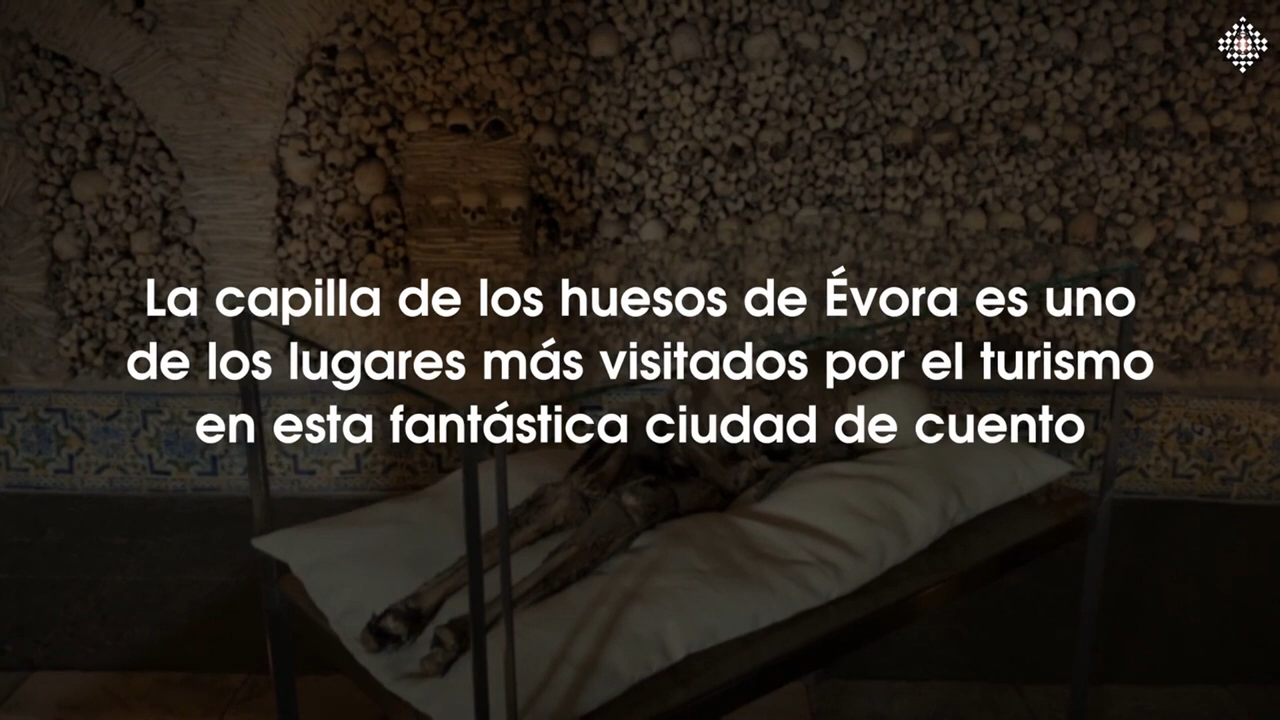 La capilla de los huesos de Évora es uno
de los lugares más visitados por el turismo
en esta fantástica ciudad de cuento